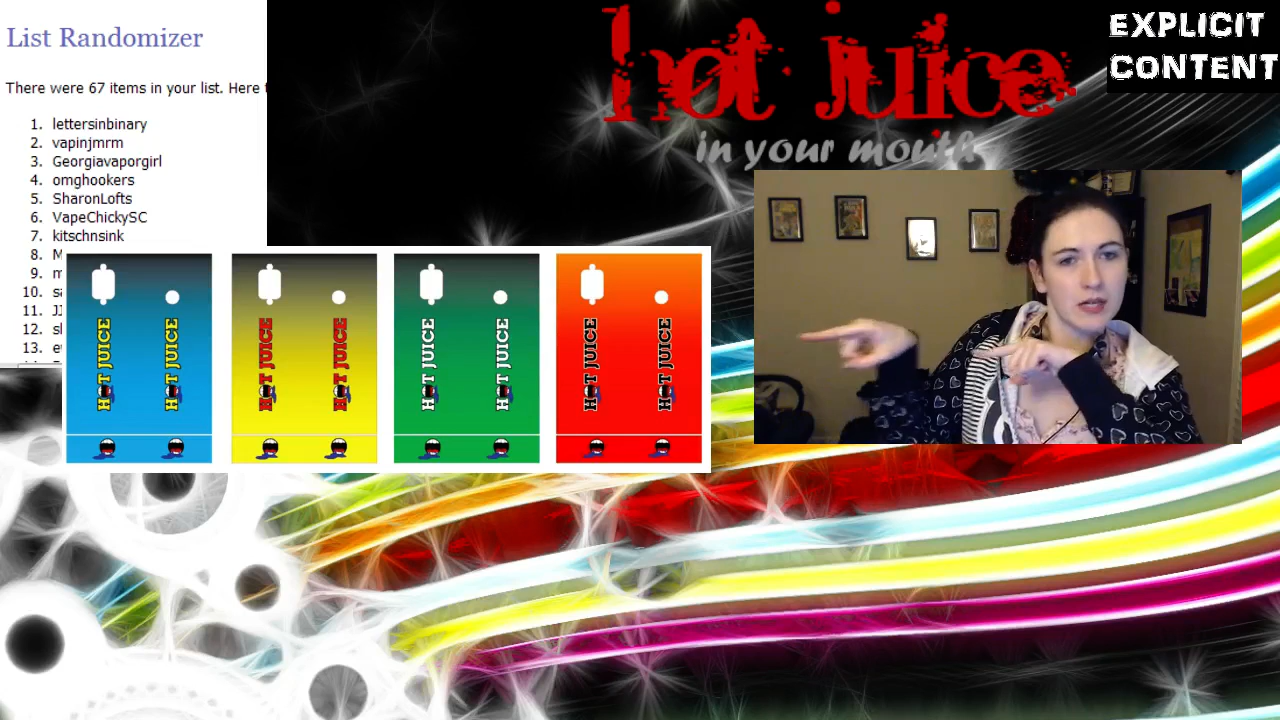 List Randomizer
There were 67 items in your list. Here
1. lettersinbinary
2. vapinjmrm
3. Georgiavaporgirl
4. omghookers
5. SharonLofts
6. VapeChickySC
7. kitschnsink
8. M
9.
10.
11.
12.
13.
hot juice
in your mouth
EXPLICIT
CONTENT
HOT JUICE
HOT JUICE
HOT JUICE
HOT JUICE
HOT JUICE
HOT JUICE
HOT JUICE
HOT JUICE